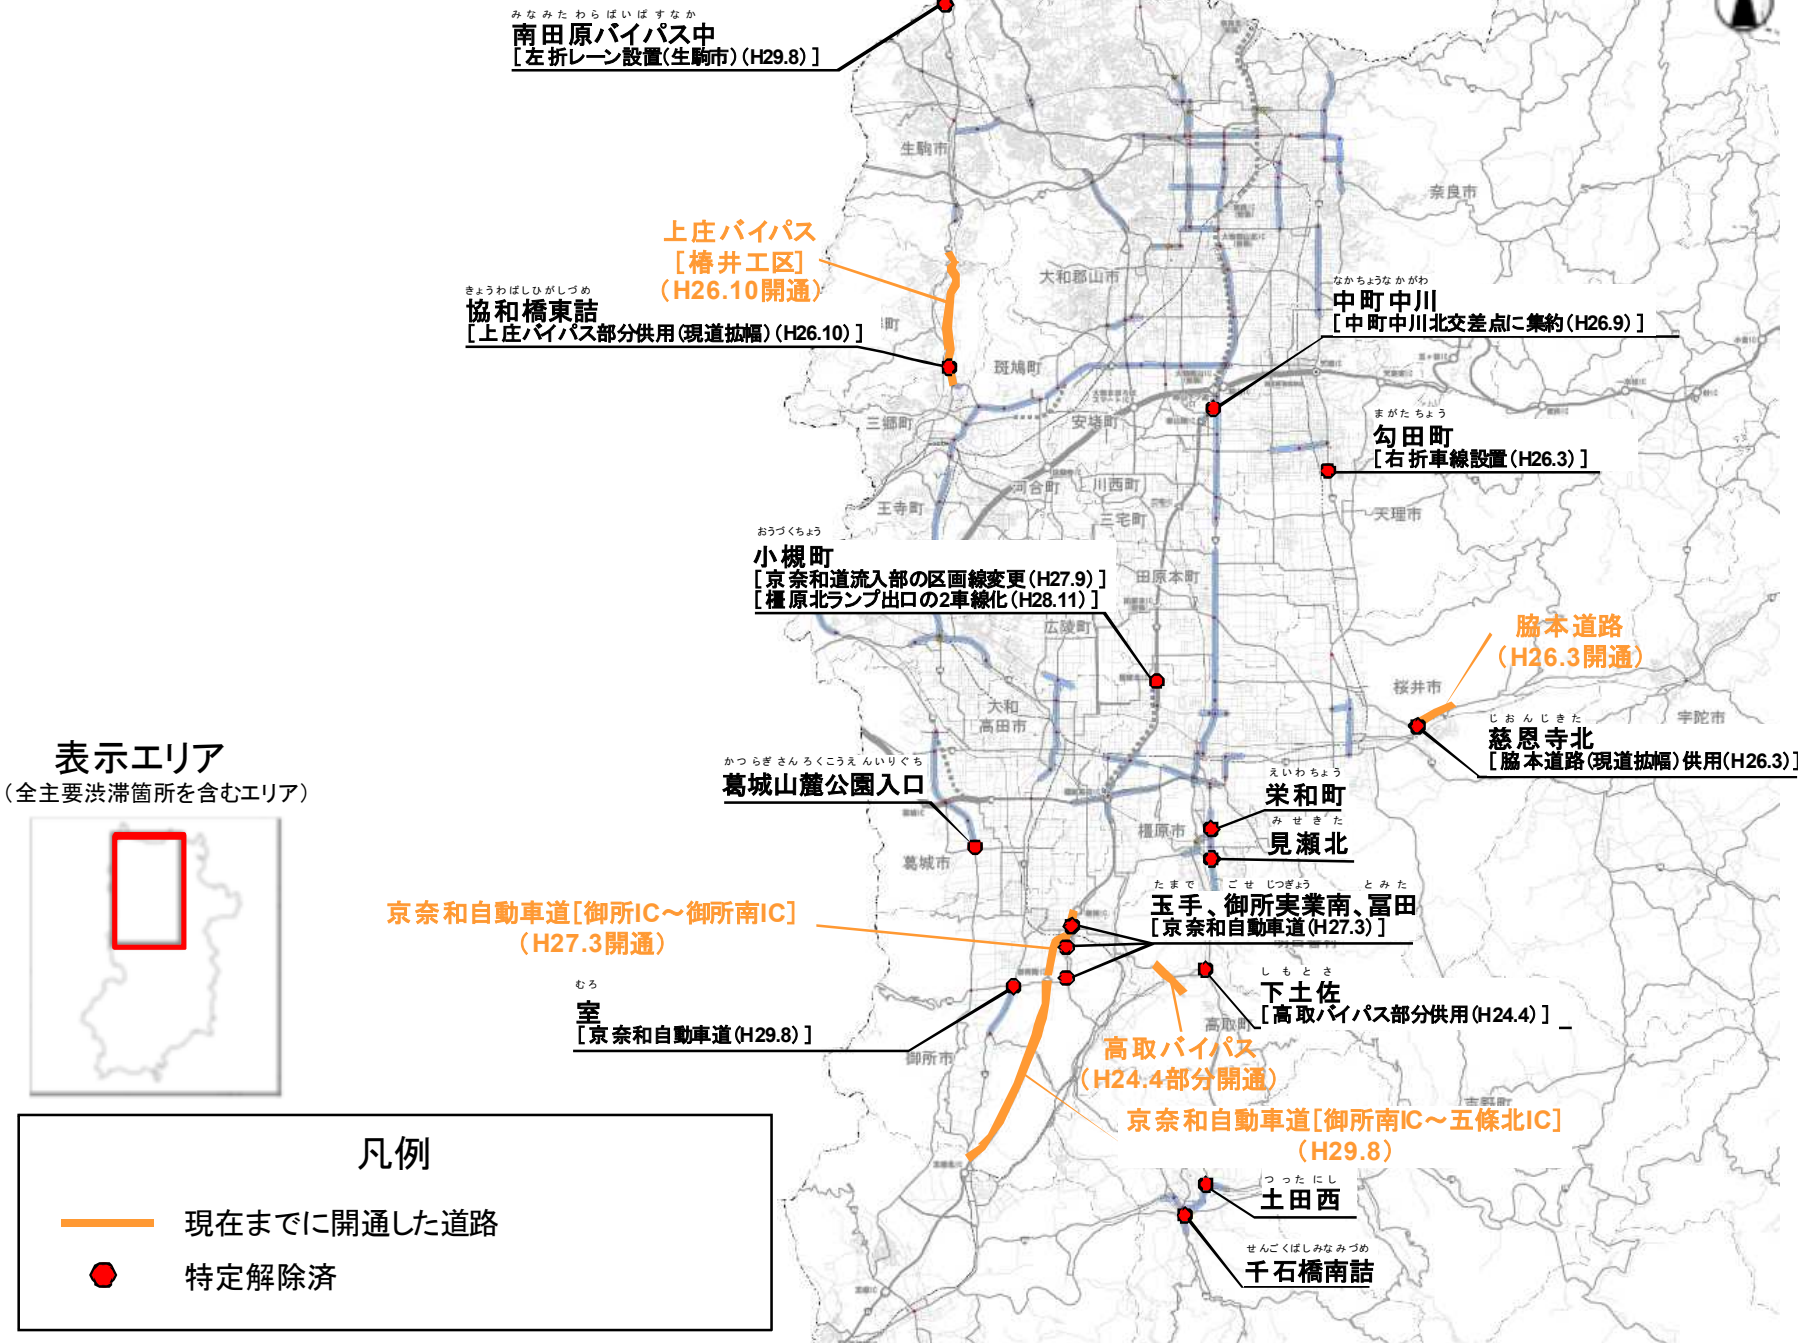 みなみたわらばいぱすなか
南田原バイパス中
[左折レーン設置(生駒市)(H29.8)]
生駒市
奈良市
上庄バイパス
[椿井工区]
(H26.10開通)
大和郡山市
きょうわばしひがしづめ
協和橋東詰
[上庄バイパス部分供用(現道拡幅)(H26.10)]
町
なかちょうなかがわ
中町中川
[中町中川北交差点に集約(H26.9)]
斑鳩町
三郷町
安堵町
まがたちょう
勾田町
[右折車線設置(H26.3)]
河合町
川西町
王寺町
三宅町
天理市
おうづくちょう
小槻町
[京奈和道流入部の区画線変更(H27.9)]
[橿原北ランプ出口の2車線化(H28.11)]
田原本町
広陵町
脇本道路
(H26.3開通)
桜井市
宇陀市
大和
高田市
じおんじきた
慈恩寺北
[脇本道路(現道拡幅)供用(H26.3)]
表示エリア
(全主要渋滞箇所を含むエリア)
かつらぎさんろくこうえんいりぐち
葛城山麓公園入口
えいわちょう
栄和町
橿原市
みせきた
見瀬北
葛城市
たまで ごせじつぎょう とみた
玉手、御所実業南、冨田
[京奈和自動車道(H27.3)]
京奈和自動車道[御所IC~御所南IC]
(H27.3開通)
むろ
室
[京奈和自動車道(H29.8)]
しもとさ
下土佐
[高取バイパス部分供用(H24.4)]
高取町
御所市
高取バイパス
(H24.4部分開通)
吉野町
京奈和自動車道[御所南IC~五條北IC]
(H29.8)
つったにし
土田西
せんごくばしみなみづめ
千石橋南詰
凡例
現在までに開通した道路
特定解除済